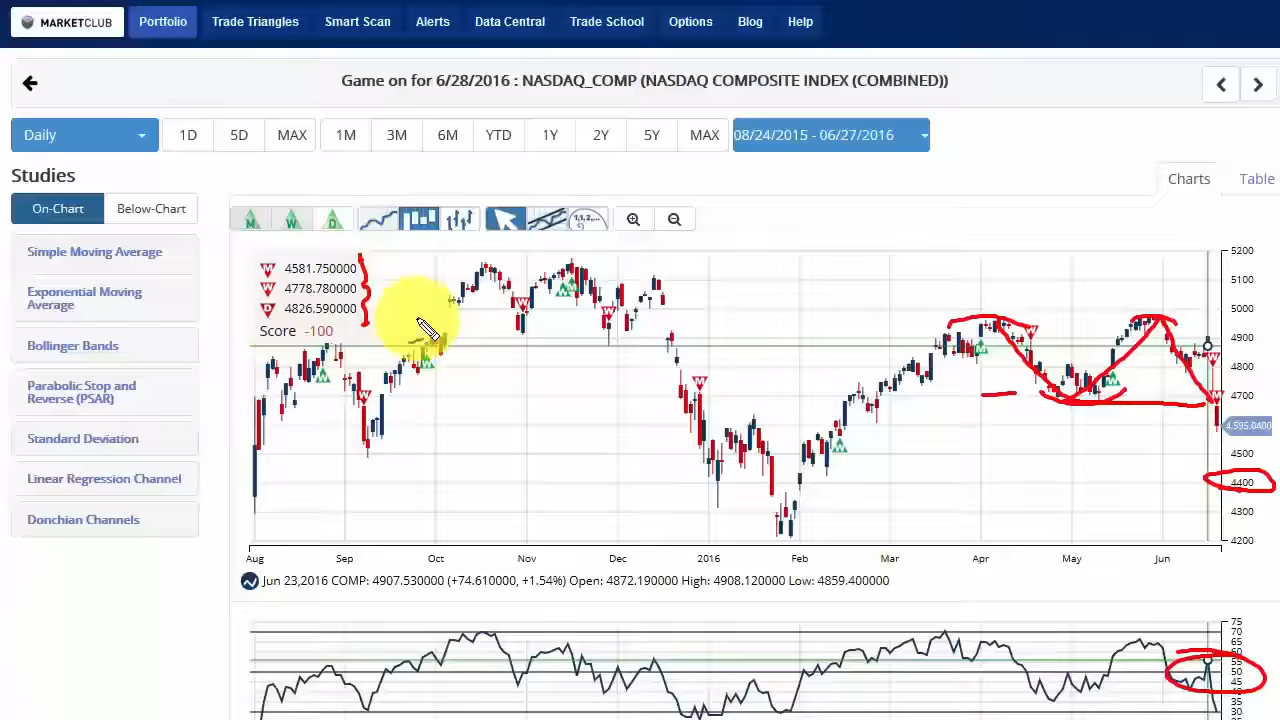 MARKETCLUB Portfolio Trade Triangles Smart Scan Alerts Data Central Trade School Options Blog Help
Game on for 6/28/2016 : NASDAQ_COMP (NASDAQ COMPOSITE INDEX (COMBINED))
Daily 1D 5D MAX 1M 3M 6M YTD 1Y 2Y 5Y MAX 08/24/2015 - 06/27/2016
Studies
Charts Table
On-Chart Below-Chart
M W D
Simple Moving Average
Exponential Moving
Average
Bollinger Bands
Parabolic Stop and
Reverse (PSAR)
Standard Deviation
Linear Regression Channel
Donchian Channels
M 4581.750000
W 4778.780000
D 4826.590000
Score -100
5200
5100
5000
4900
4800
4700
4,595.0400
4500
4400
4300
4200
Aug Sep Oct Nov Dec 2016 Feb Mar Apr May Jun
Jun 23,2016 COMP: 4907.530000 (+74.610000, +1.54%) Open: 4872.190000 High: 4908.120000 Low: 4859.400000
75
70
65
60
55
50
45
40
35
30